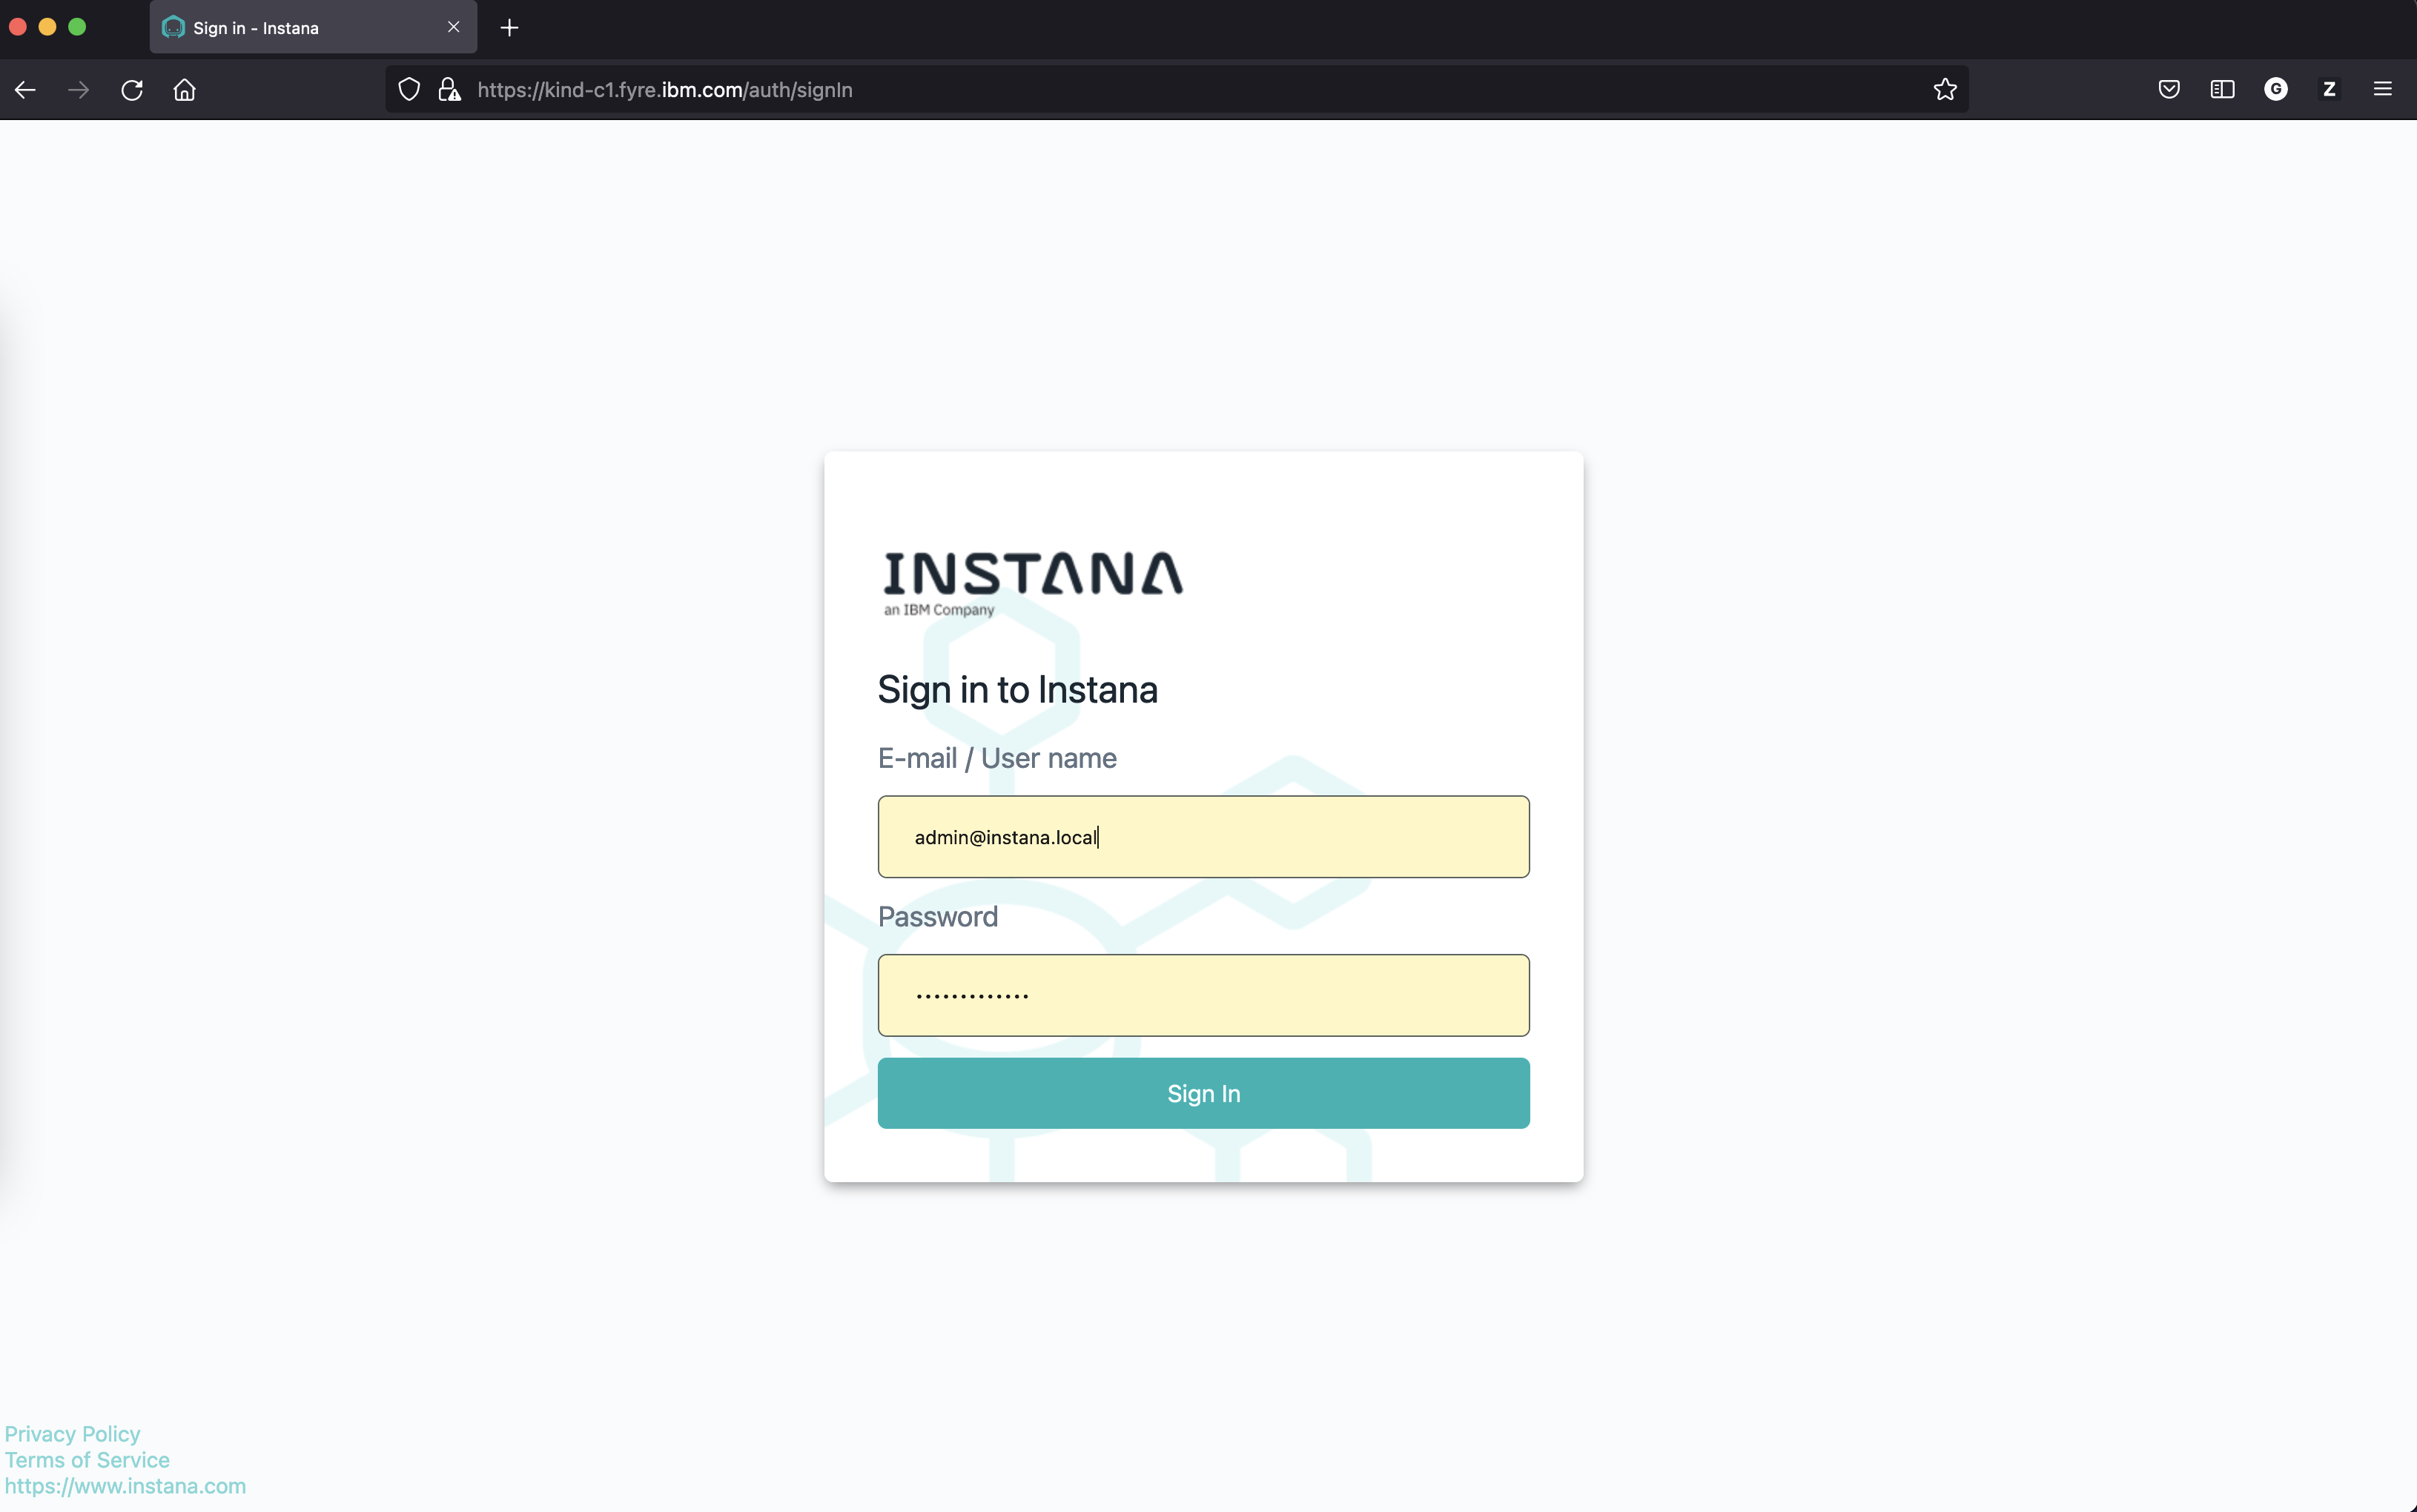 Sign in - Instana
https://kind-c1.fyre.ibm.com/auth/signIn
G
Z
INSTANA
an IBM Company
Sign in to Instana
E-mail / User name
admin@instana.local
Password
•••••••••••••
Sign In
Privacy Policy
Terms of Service
https://www.instana.com